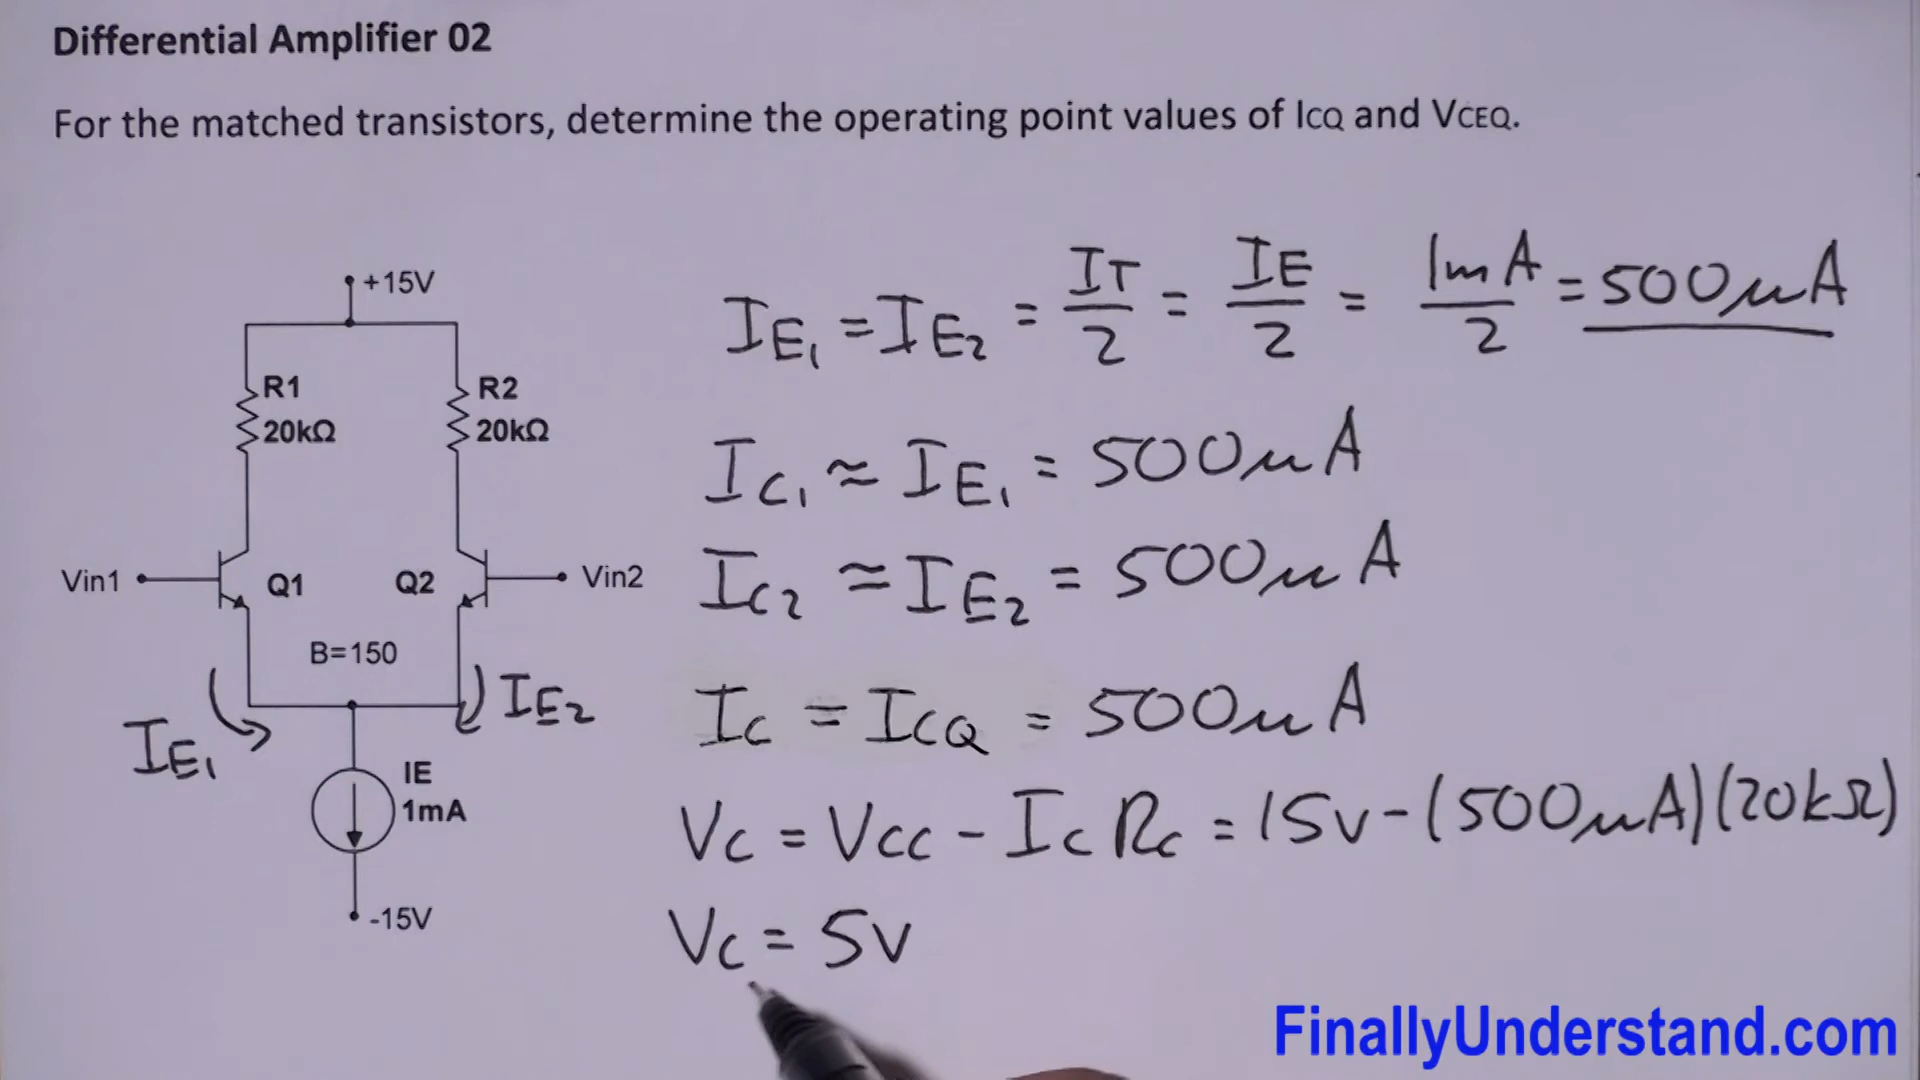 Differential Amplifier 02
For the matched transistors, determine the operating point values of ICQ and VCEQ.
+15V
R1
20kΩ
R2
20kΩ
Vin1
Q1
Q2
Vin2
B=150
IE1
IE2
IE
1mA
-15V
IE1 = IE2 = IT/2 = IE/2 = 1mA/2 = 500μA
IC1 ≈ IE1 = 500μA
IC2 ≈ IE2 = 500μA
IC = ICQ = 500μA
VC = VCC - IC RC = 15V - (500μA)(20kΩ)
VC = 5V
FinallyUnderstand.com